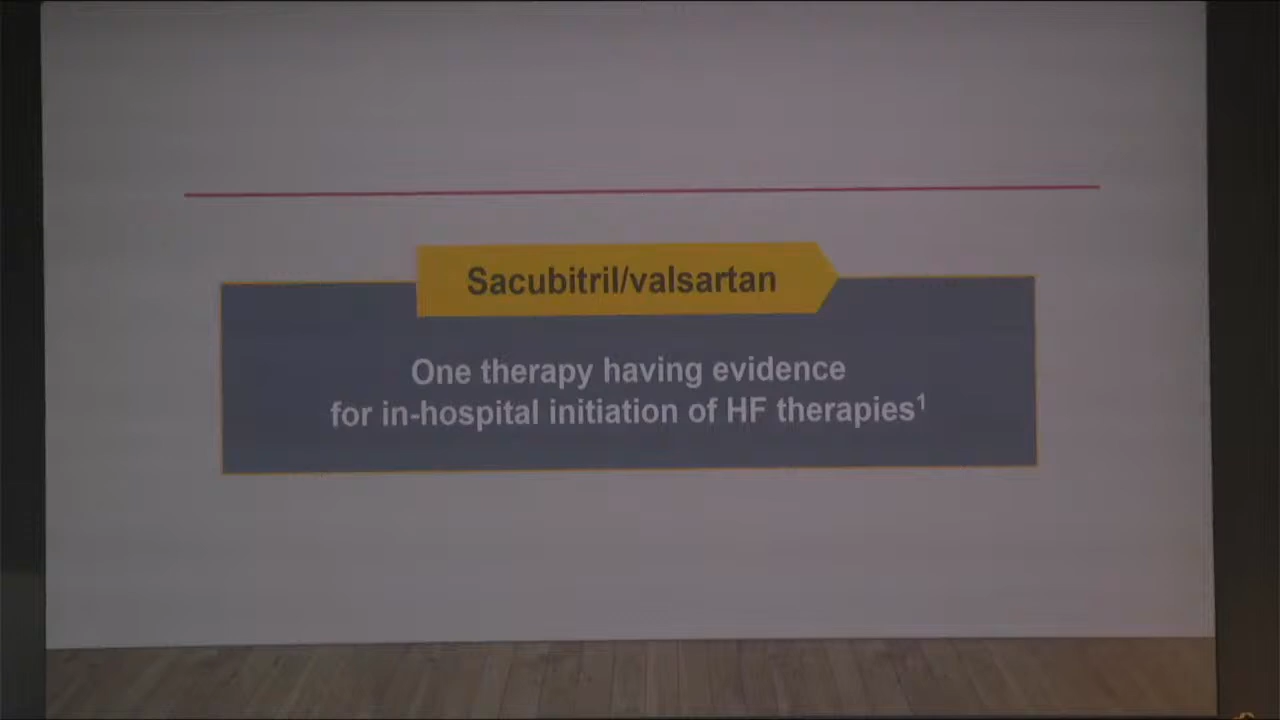 Sacubitril/valsartan
One therapy having evidence
for in-hospital initiation of HF therapies¹